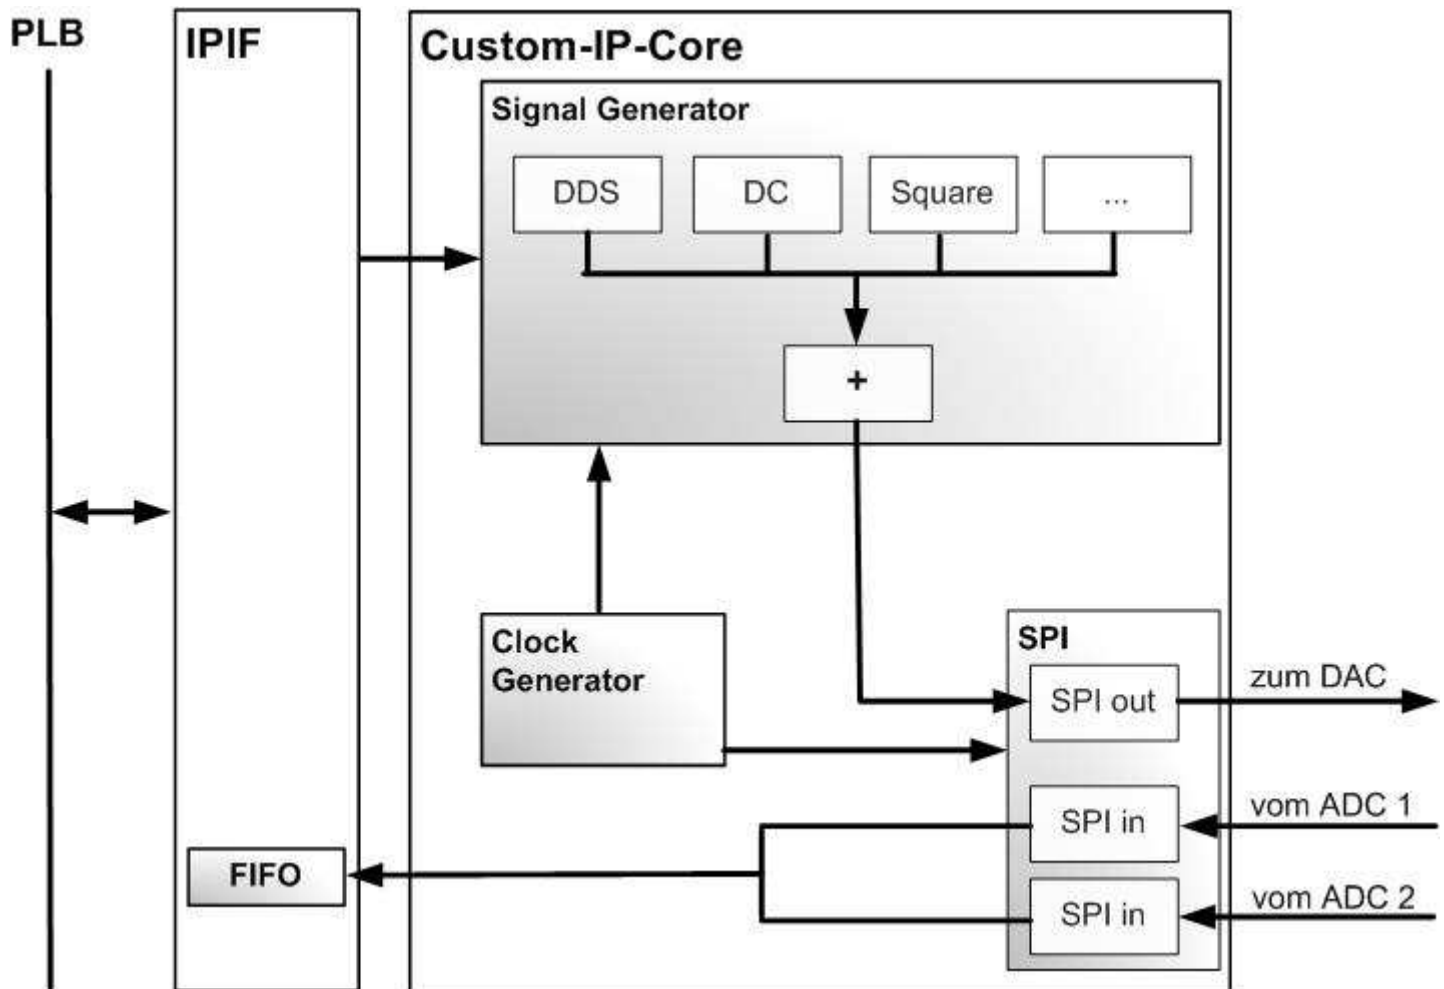 PLB
IPIF
Custom-IP-Core
Signal Generator
DDS
DC
Square
...
+
Clock
Generator
SPI
SPI out
zum DAC
SPI in
vom ADC 1
FIFO
SPI in
vom ADC 2